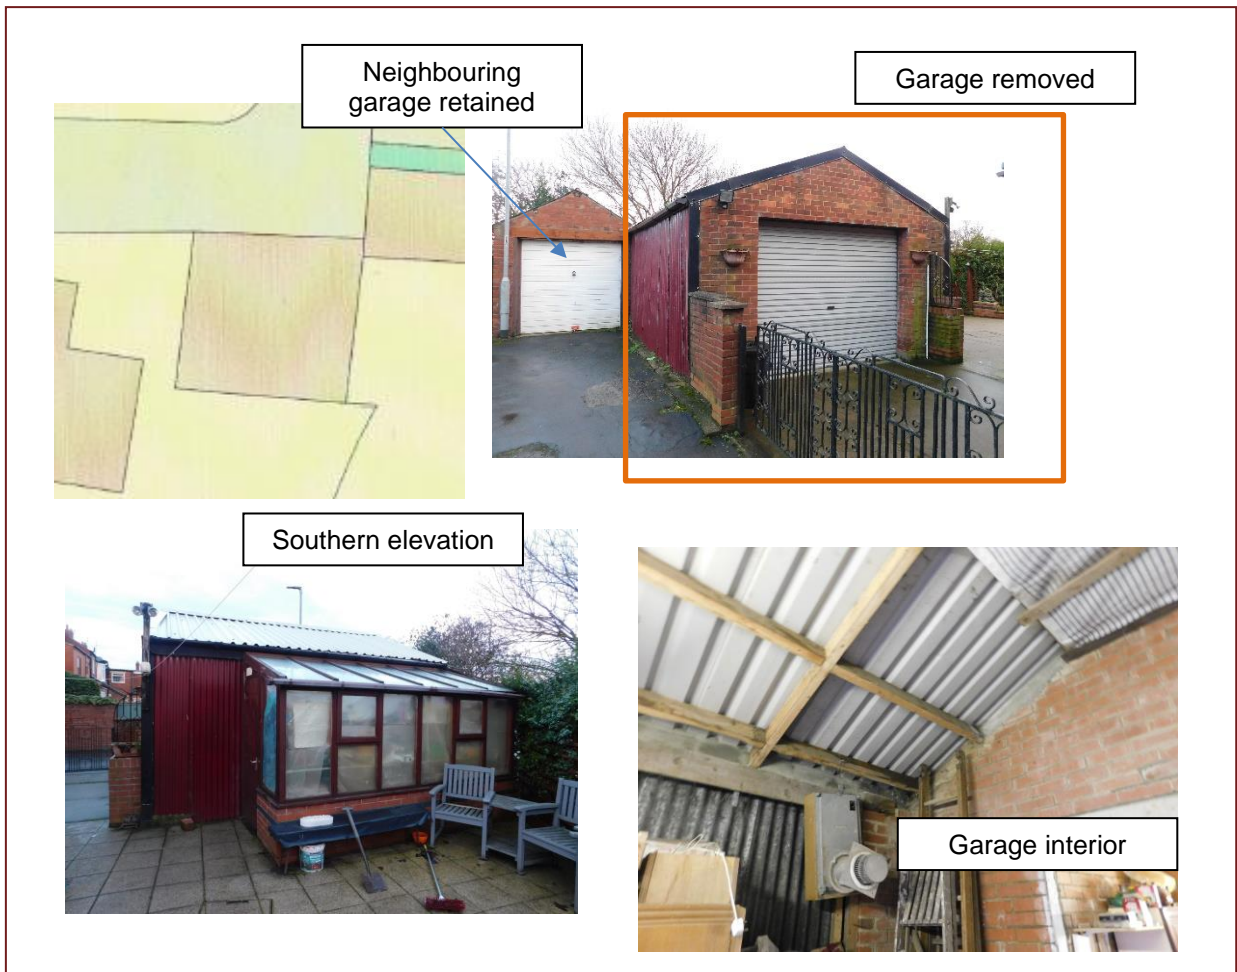 Neighbouring
garage retained
Garage removed
Southern elevation
Garage interior